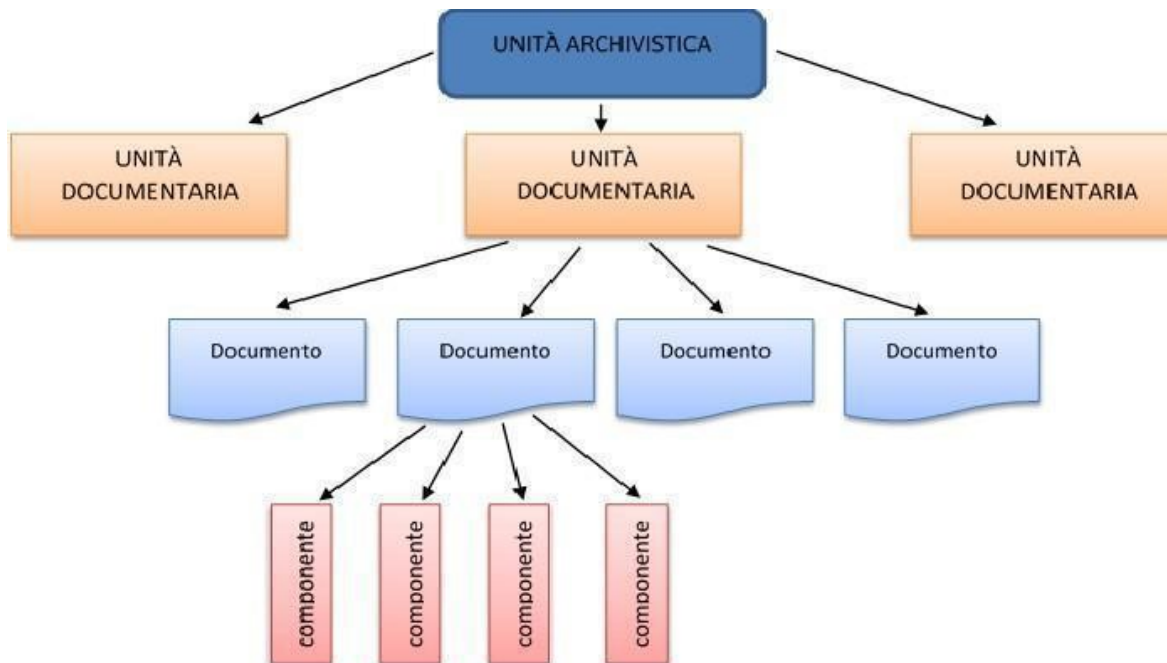 UNITÀ ARCHIVISTICA
UNITÀ
DOCUMENTARIA
UNITÀ
DOCUMENTARIA
UNITÀ
DOCUMENTARIA
Documento
Documento
Documento
Documento
componente
componente
componente
componente